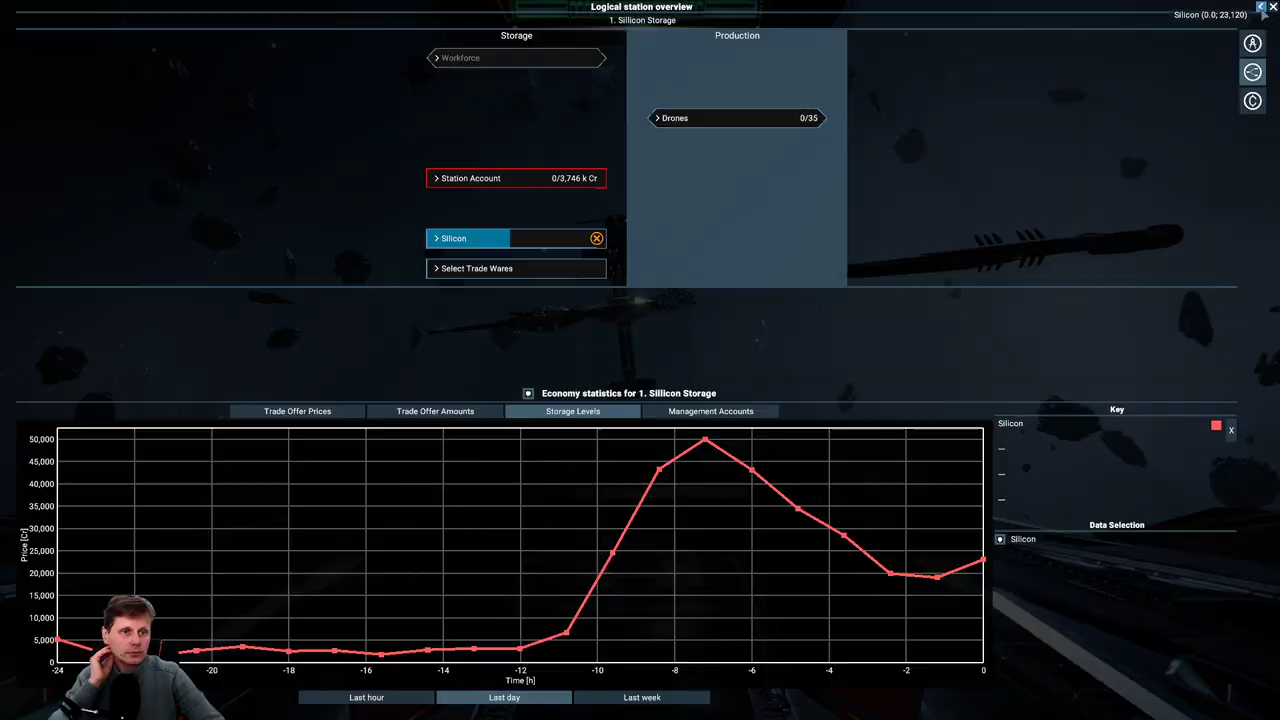 Logical station overview
1. Sillicon Storage
Silicon (0.0; 23,120)
Storage
Production
Workforce
Drones 0/35
Station Account 0/3,746 k Cr
Silicon
Select Trade Wares
Economy statistics for 1. Sillicon Storage
Trade Offer Prices
Trade Offer Amounts
Storage Levels
Management Accounts
Key
Silicon
X
Data Selection
Silicon
Price [Cr]
50,000
45,000
40,000
35,000
30,000
25,000
20,000
15,000
10,000
5,000
0
-24
-20
-18
-16
-14
-12
-10
-8
-6
-4
-2
0
Time [h]
Last hour
Last day
Last week